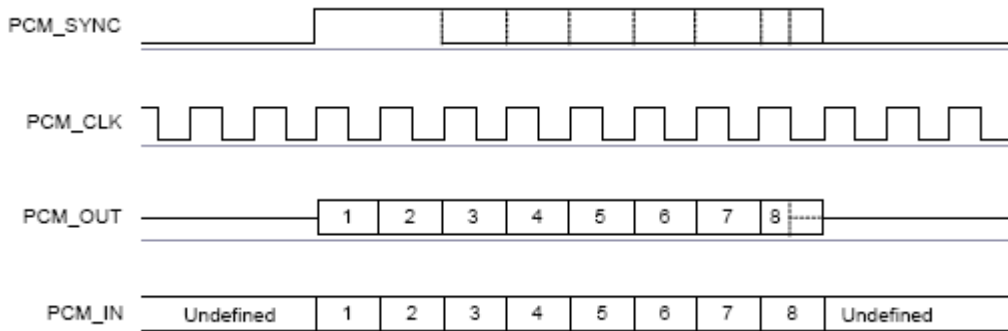 PCM_SYNC
PCM_CLK
PCM_OUT 1 2 3 4 5 6 7 8
PCM_IN Undefined 1 2 3 4 5 6 7 8 Undefined